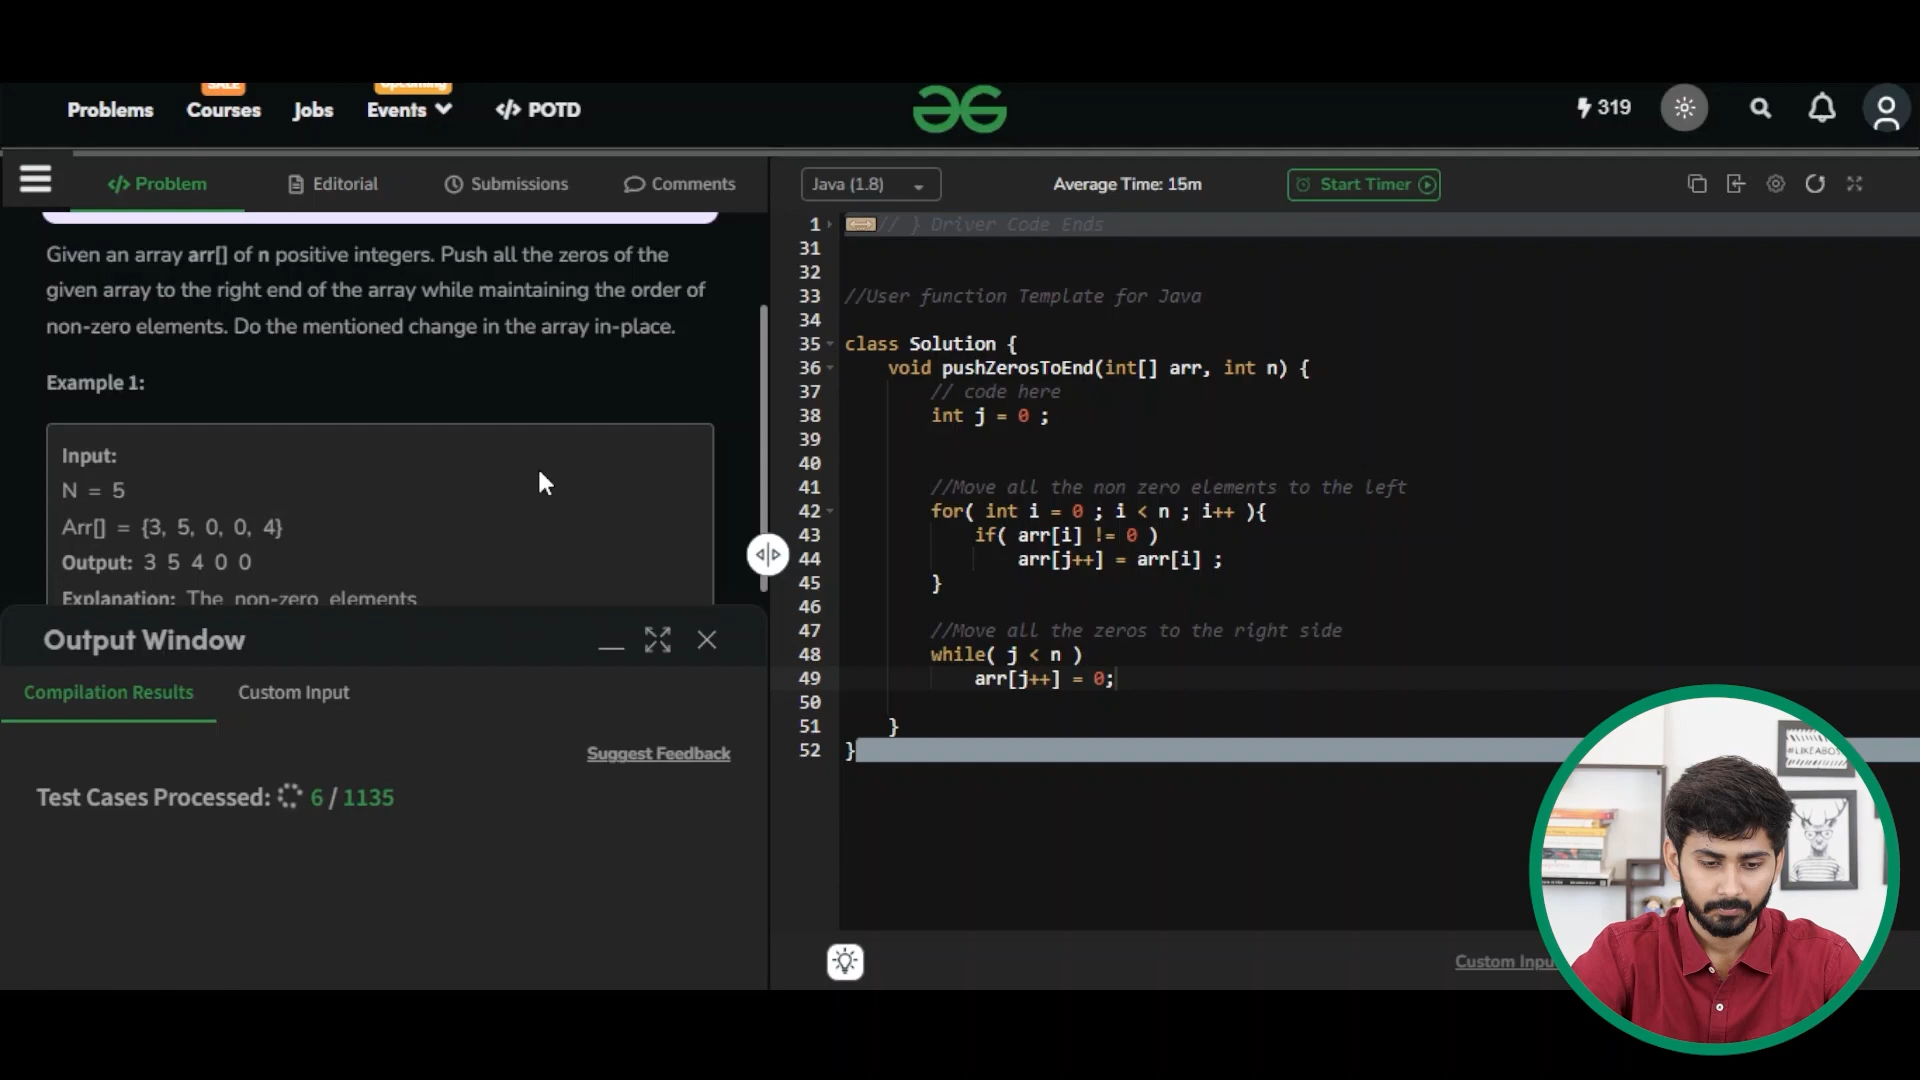 SALE
Upcoming
Problems Courses Jobs Events </> POTD
319
</> Problem Editorial Submissions Comments
Given an array arr[] of n positive integers. Push all the zeros of the
given array to the right end of the array while maintaining the order of
non-zero elements. Do the mentioned change in the array in-place.
Example 1:
Input:
N = 5
Arr[] = {3, 5, 0, 0, 4}
Output: 3 5 4 0 0
Explanation: The non-zero elements
Output Window
Compilation Results Custom Input
Suggest Feedback
Test Cases Processed: 6 / 1135
Java (1.8) Average Time: 15m Start Timer
1 // } Driver Code Ends
31
32
33 //User function Template for Java
34
35 class Solution {
36 void pushZerosToEnd(int[] arr, int n) {
37 // code here
38 int j = 0 ;
39
40
41 //Move all the non zero elements to the left
42 for( int i = 0 ; i < n ; i++ ){
43 if( arr[i] != 0 )
44 arr[j++] = arr[i] ;
45 }
46
47 //Move all the zeros to the right side
48 while( j < n )
49 arr[j++] = 0;
50
51 }
52 }
Custom Inpu
#LIKEABOS